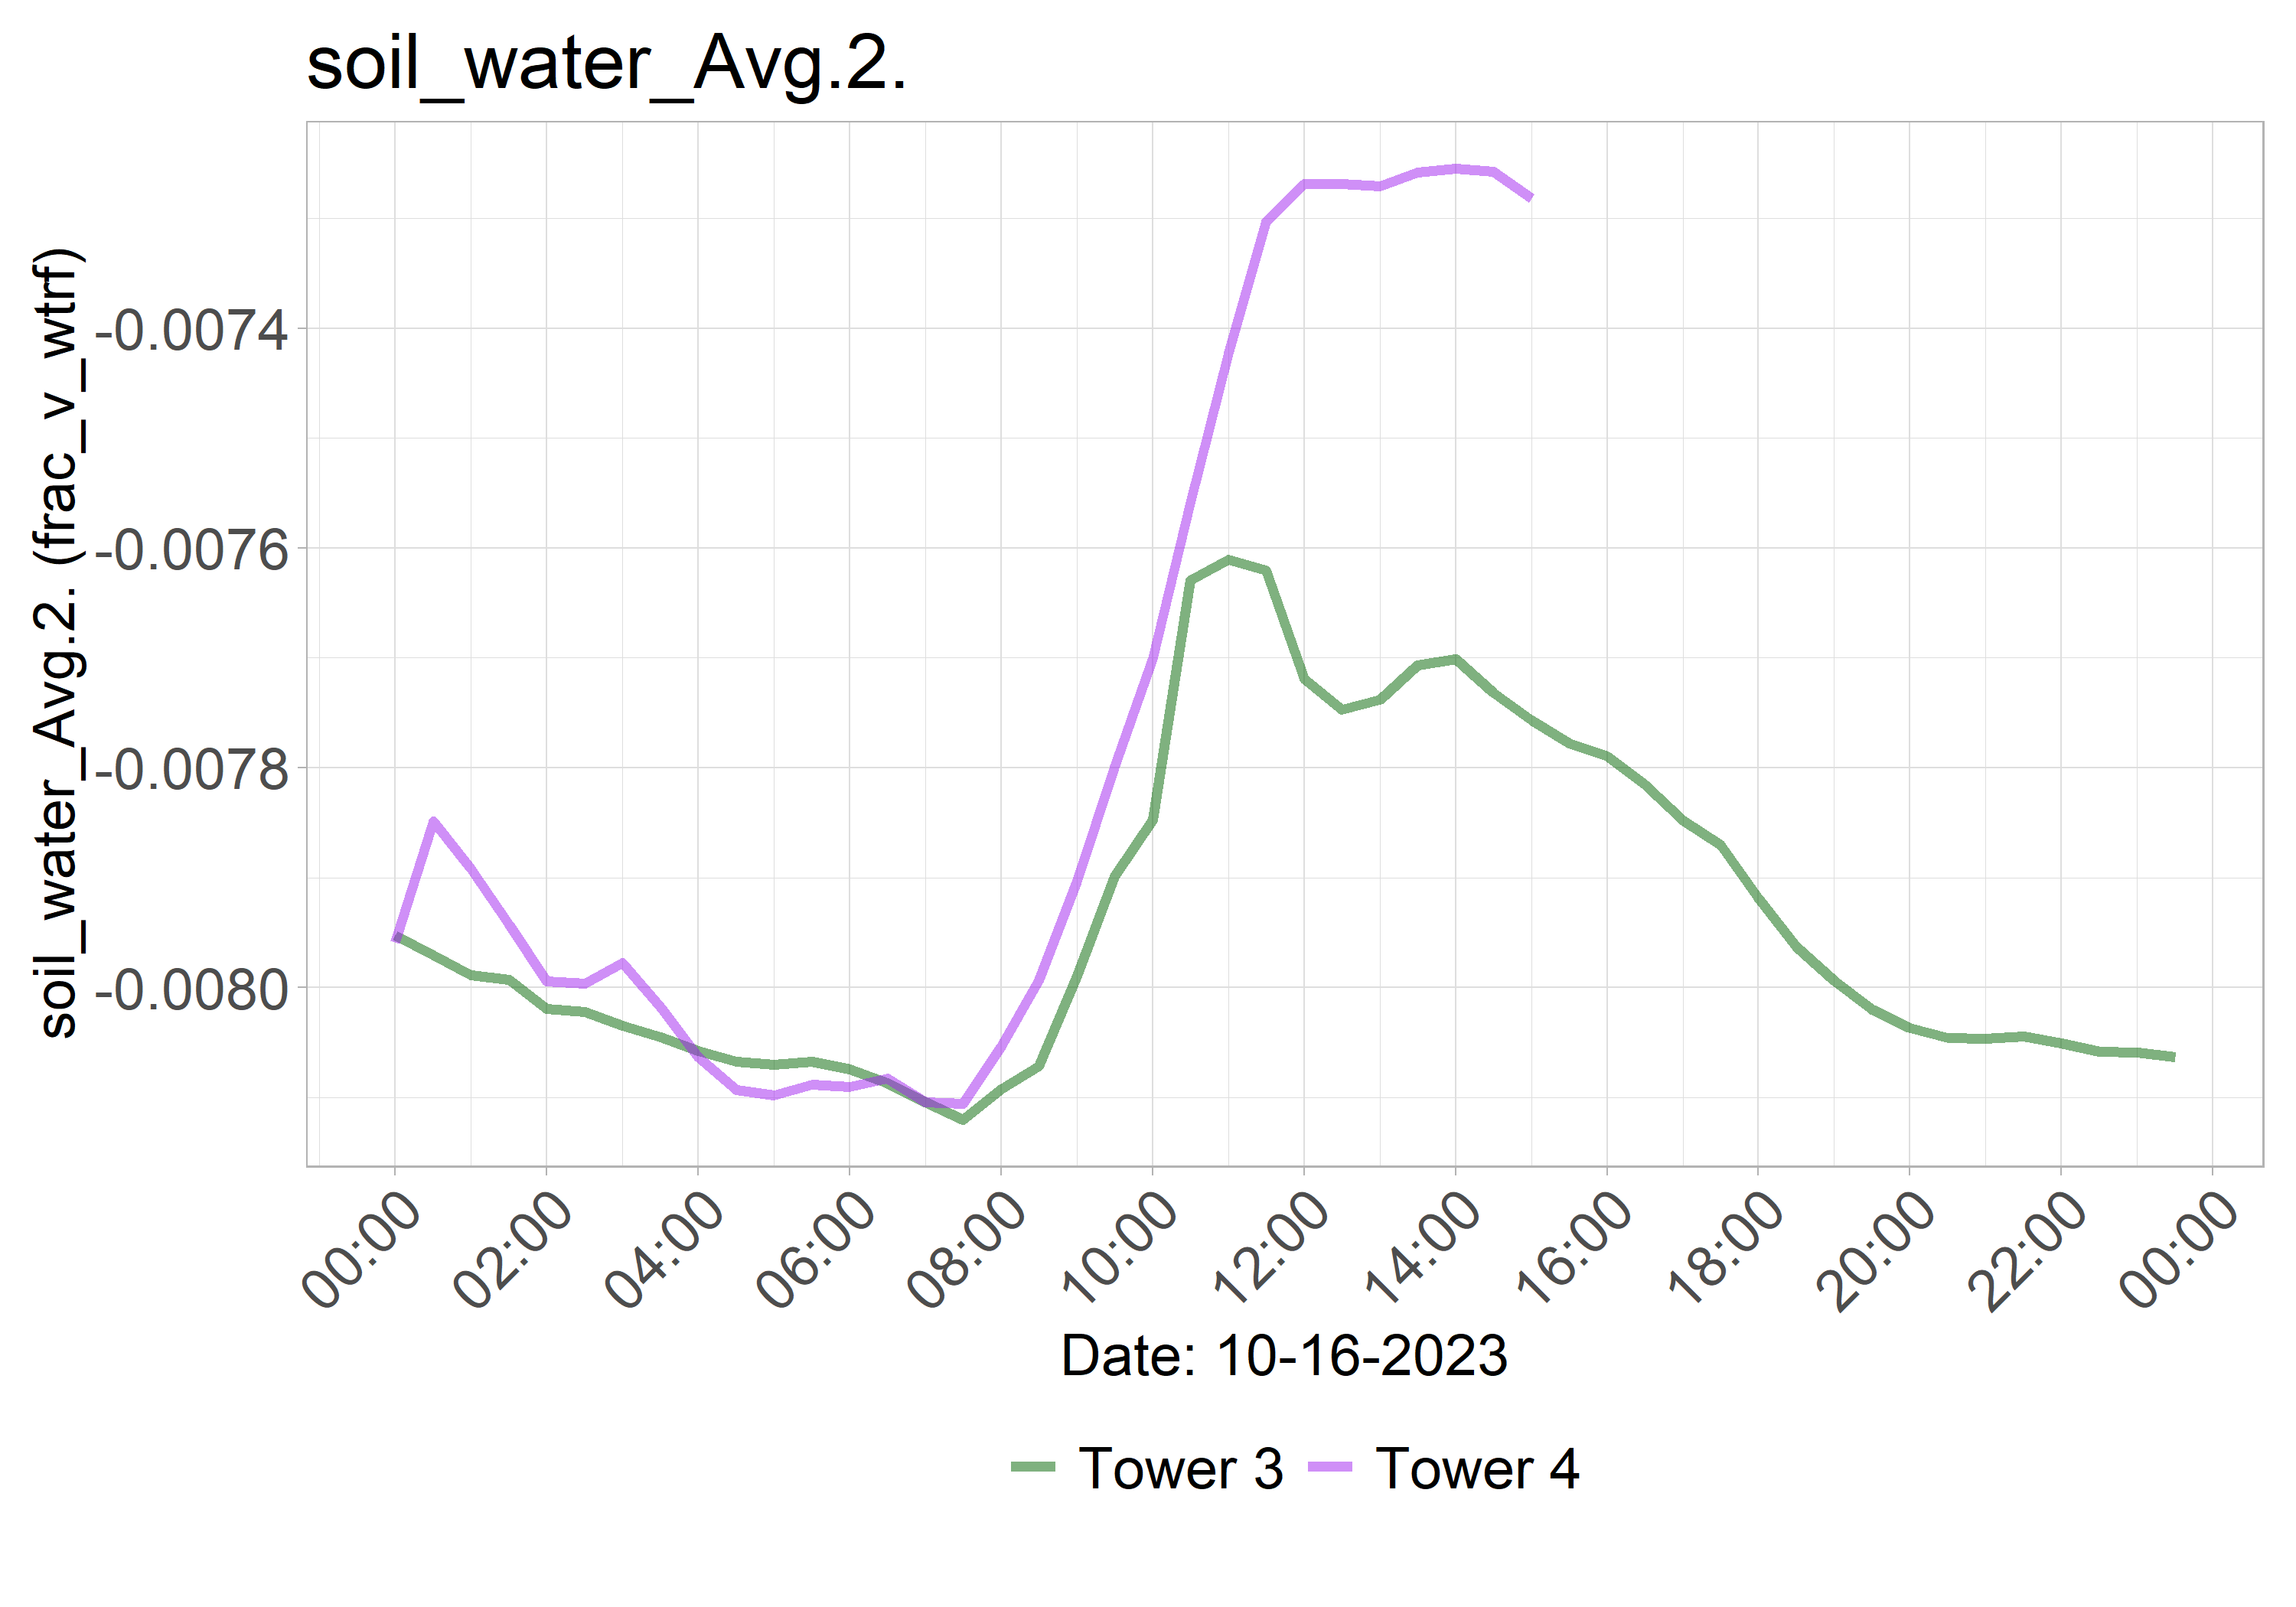 soil_water_Avg.2.
soil_water_Avg.2. (frac_v_wtrf)
-0.0074
-0.0076
-0.0078
-0.0080
00:00 02:00 04:00 06:00 08:00 10:00 12:00 14:00 16:00 18:00 20:00 22:00 00:00
Date: 10-16-2023
Tower 3 Tower 4